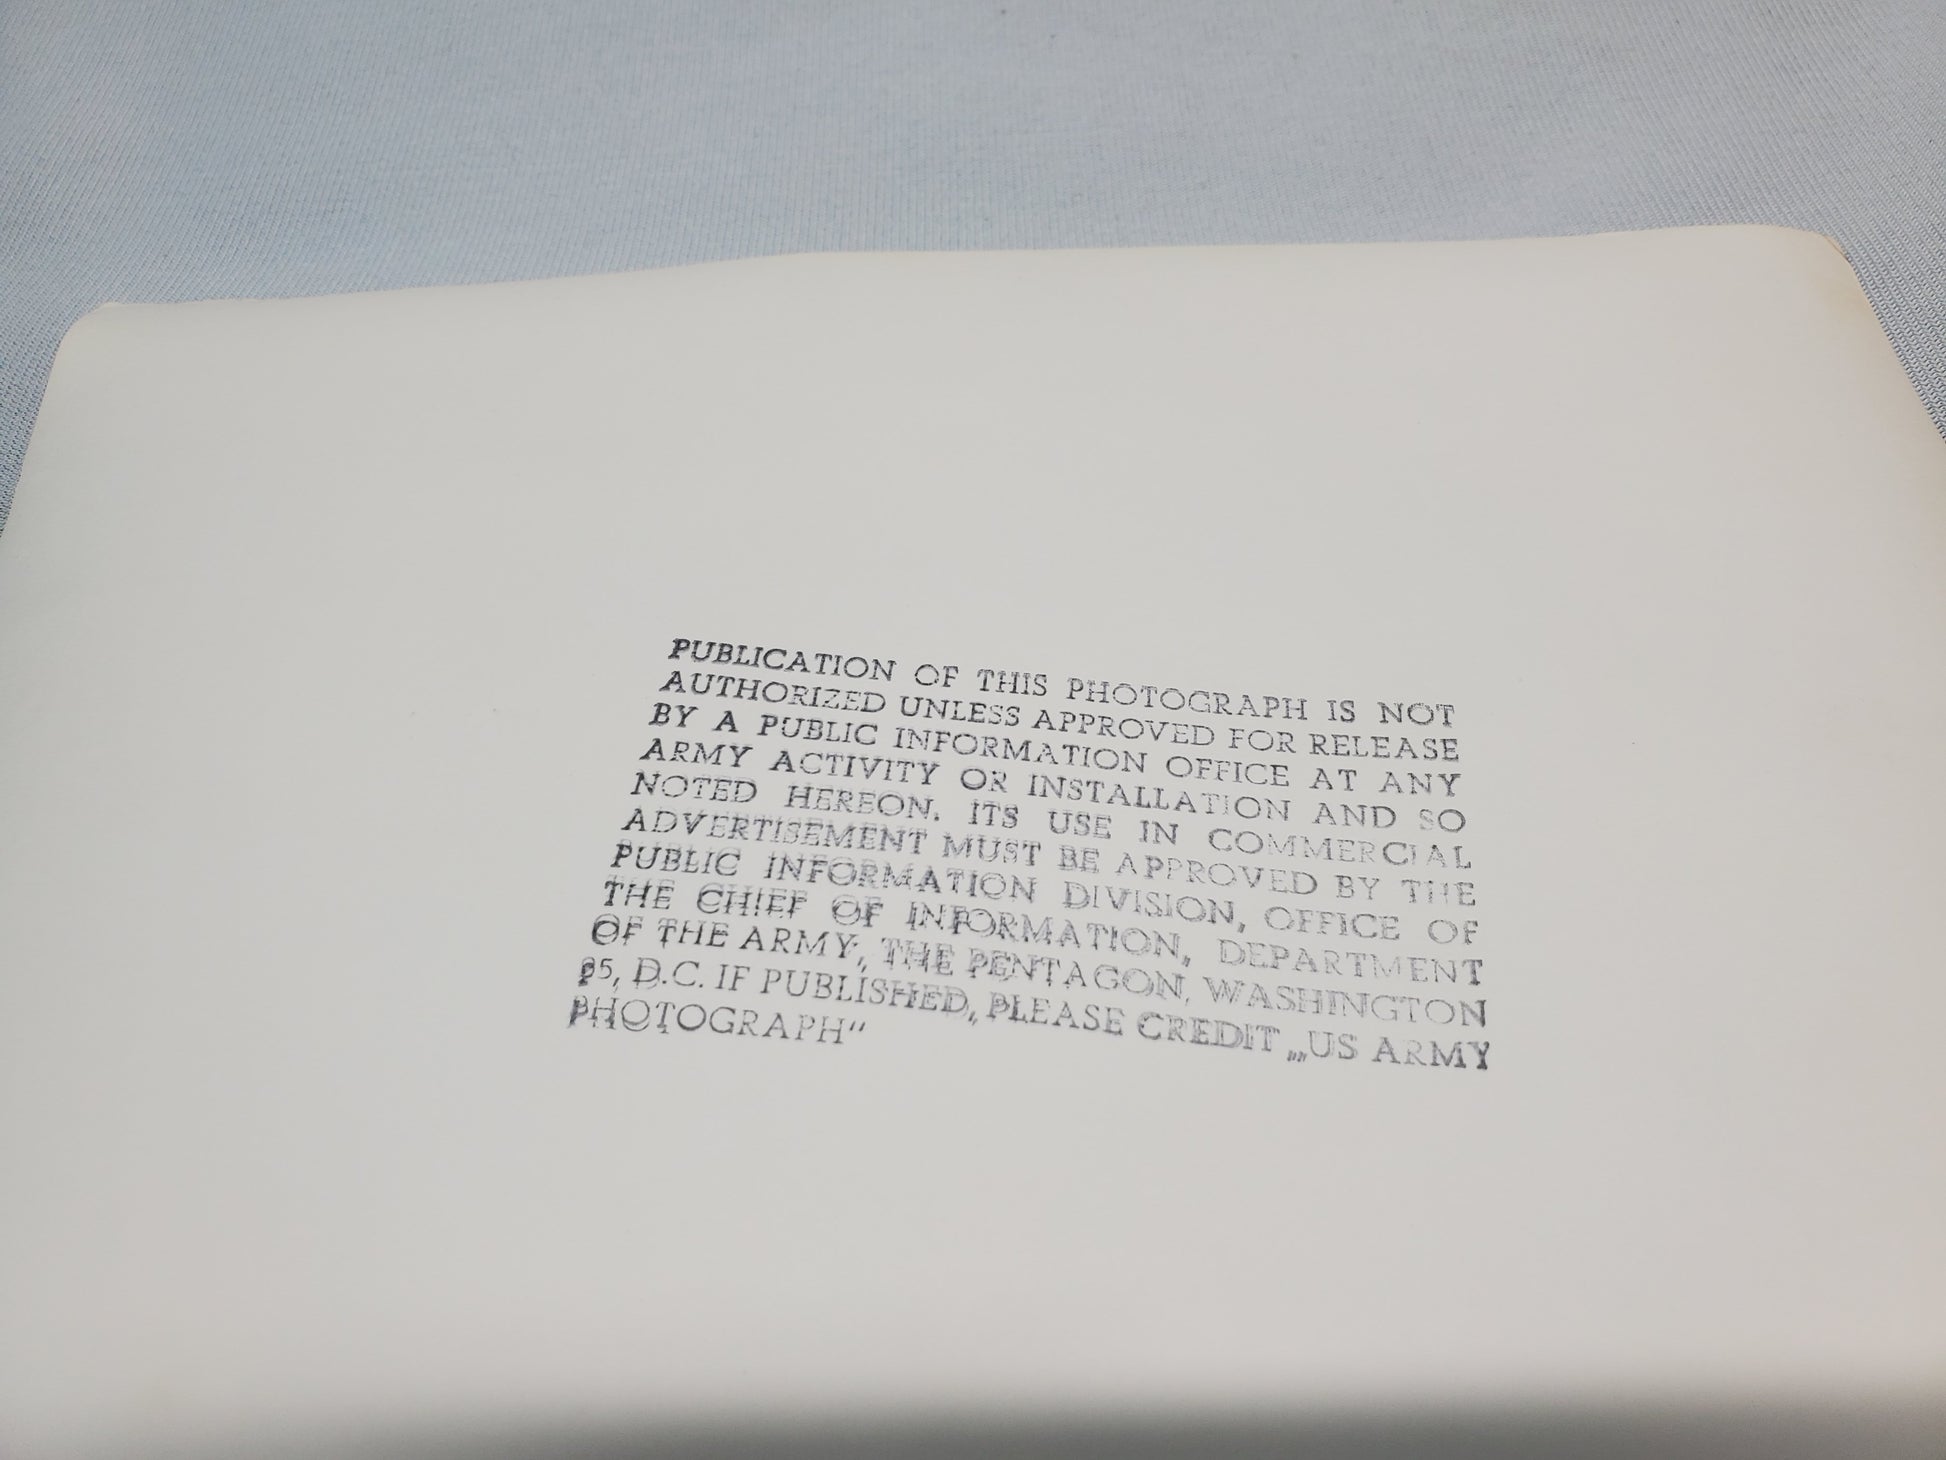 PUBLICATION OF THIS PHOTOGRAPH IS NOT
AUTHORIZED UNLESS APPROVED FOR RELEASE
BY A PUBLIC INFORMATION OFFICE AT ANY
ARMY ACTIVITY OR INSTALLATION AND SO
NOTED HEREON. ITS USE IN COMMERCIAL
ADVERTISEMENT MUST BE APPROVED BY THE
PUBLIC INFORMATION DIVISION, OFFICE OF
THE CHIEF OF INFORMATION, DEPARTMENT
OF THE ARMY, THE PENTAGON, WASHINGTON
D.C. IF PUBLISHED, PLEASE CREDIT „US ARMY
PHOTOGRAPH“